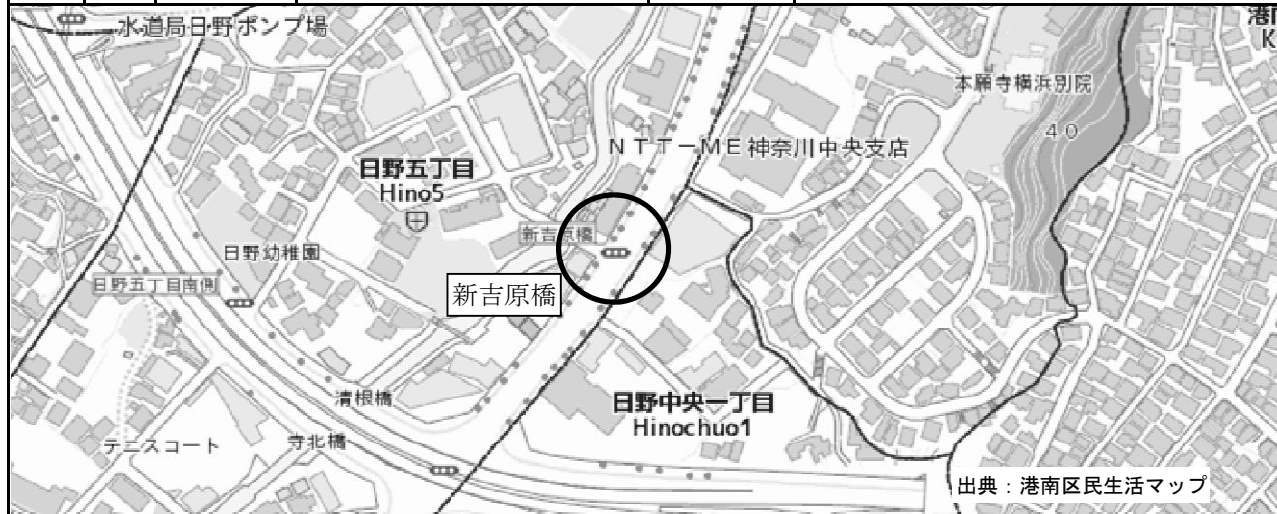 水道局日野ポンプ場
港
K
本願寺横浜別院
40
NTT-ME神奈川中央支店
日野五丁目
Hino5
新吉原橋
日野幼稚園
日野五丁目南側
新吉原橋
清根橋
日野中央一丁目
Hinochuo1
テニスコート
寺北橋
出典：港南区民生活マップ